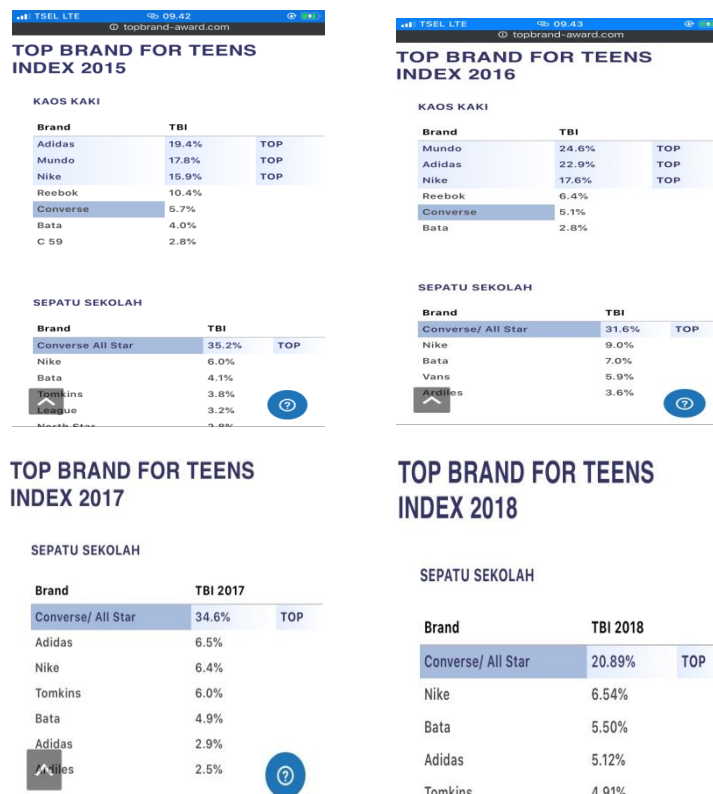 TSEL LTE 09.42
topbrand-award.com
TOP BRAND FOR TEENS
INDEX 2015
KAOS KAKI
Brand TBI
Adidas 19.4% TOP
Mundo 17.8% TOP
Nike 15.9% TOP
Reebok 10.4%
Converse 5.7%
Bata 4.0%
C 59 2.8%
SEPATU SEKOLAH
Brand TBI
Converse All Star 35.2% TOP
Nike 6.0%
Bata 4.1%
Tomkins 3.8%
League 3.2%
North Star 2.8%
TSEL LTE 09.43
topbrand-award.com
TOP BRAND FOR TEENS
INDEX 2016
KAOS KAKI
Brand TBI
Mundo 24.6% TOP
Adidas 22.9% TOP
Nike 17.6% TOP
Reebok 6.4%
Converse 5.1%
Bata 2.8%
SEPATU SEKOLAH
Brand TBI
Converse/ All Star 31.6% TOP
Nike 9.0%
Bata 7.0%
Vans 5.9%
Ardiles 3.6%
TOP BRAND FOR TEENS
INDEX 2017
SEPATU SEKOLAH
Brand TBI 2017
Converse/ All Star 34.6% TOP
Adidas 6.5%
Nike 6.4%
Tomkins 6.0%
Bata 4.9%
Adidas 2.9%
Ardiles 2.5%
TOP BRAND FOR TEENS
INDEX 2018
SEPATU SEKOLAH
Brand TBI 2018
Converse/ All Star 20.89% TOP
Nike 6.54%
Bata 5.50%
Adidas 5.12%
Tomkins 4.91%